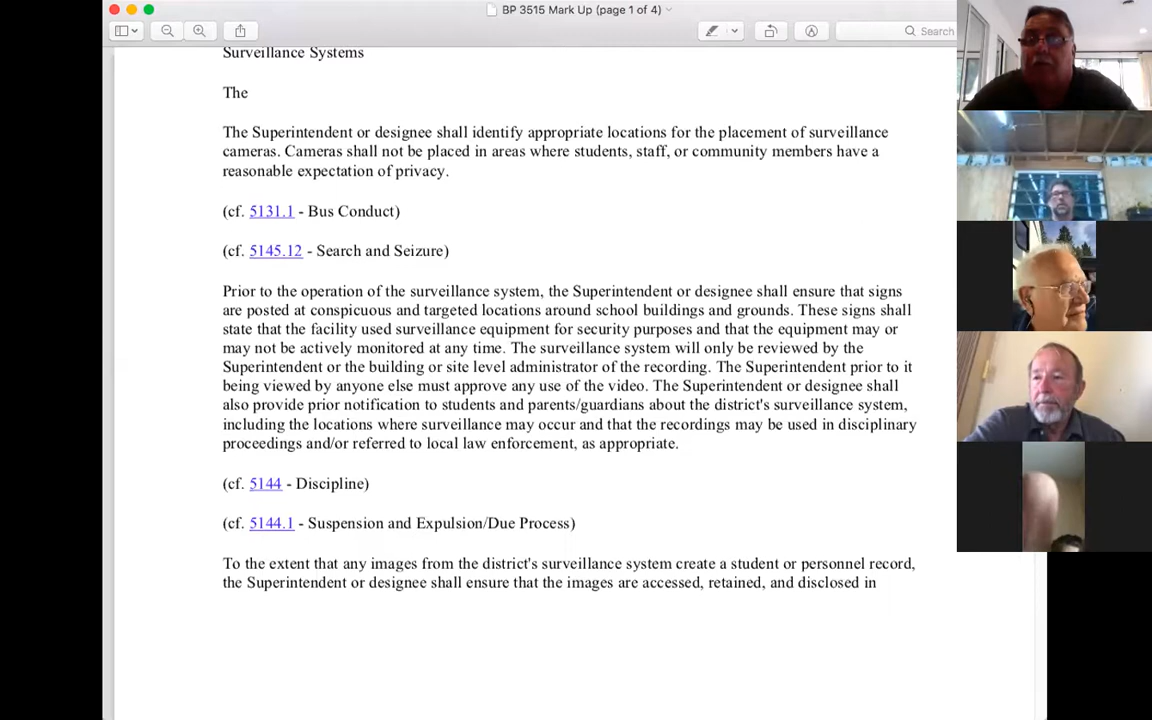 BP 3515 Mark Up (page 1 of 4)
Search
Surveillance Systems
The
The Superintendent or designee shall identify appropriate locations for the placement of surveillance
cameras. Cameras shall not be placed in areas where students, staff, or community members have a
reasonable expectation of privacy.
(cf. 5131.1 - Bus Conduct)
(cf. 5145.12 - Search and Seizure)
Prior to the operation of the surveillance system, the Superintendent or designee shall ensure that signs
are posted at conspicuous and targeted locations around school buildings and grounds. These signs shall
state that the facility used surveillance equipment for security purposes and that the equipment may or
may not be actively monitored at any time. The surveillance system will only be reviewed by the
Superintendent or the building or site level administrator of the recording. The Superintendent prior to it
being viewed by anyone else must approve any use of the video. The Superintendent or designee shall
also provide prior notification to students and parents/guardians about the district's surveillance system,
including the locations where surveillance may occur and that the recordings may be used in disciplinary
proceedings and/or referred to local law enforcement, as appropriate.
(cf. 5144 - Discipline)
(cf. 5144.1 - Suspension and Expulsion/Due Process)
To the extent that any images from the district's surveillance system create a student or personnel record,
the Superintendent or designee shall ensure that the images are accessed, retained, and disclosed in